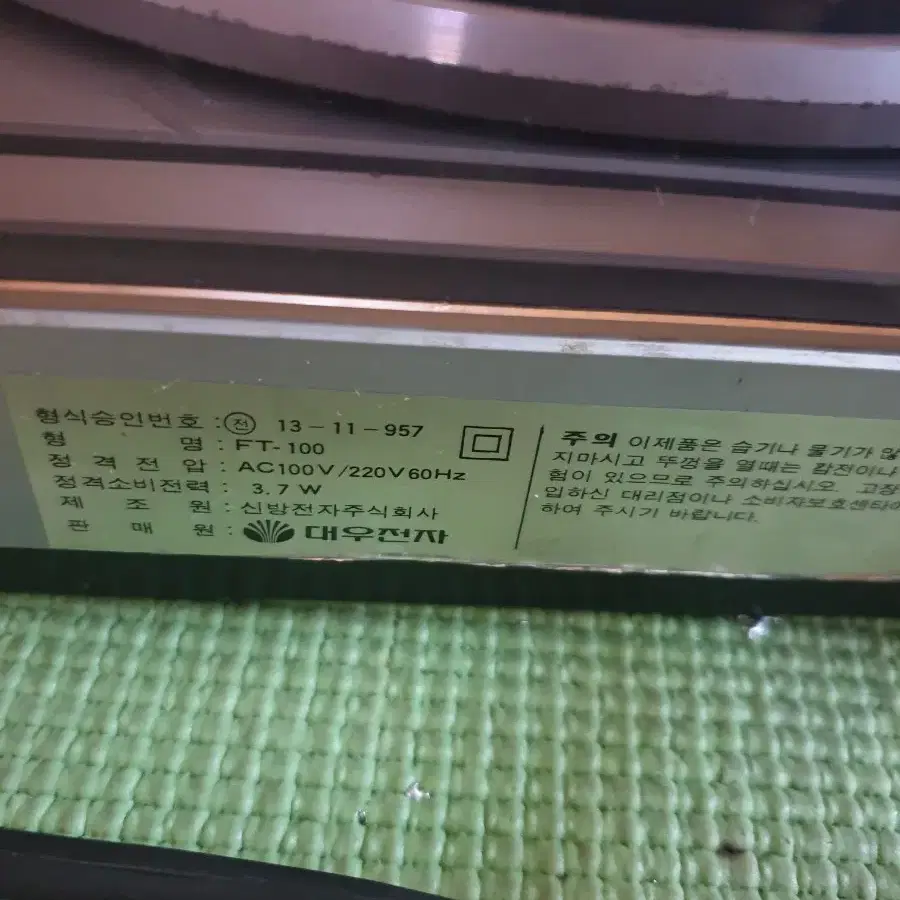 형식승인번호 : 전 13-11-957
형 명 : FT-100
정격전압 : AC100V/220V60Hz
정격소비전력 : 3.7W
제 조 원 : 신방전자주식회사
판 매 원 : 대우전자
주의 이제품은 습기나 물기가 많
지마시고 뚜껑을 열때는 감전이나
험이 있으므로 주의하십시오. 고장
입하신 대리점이나 소비자보호센타에
하여 주시기 바랍니다.